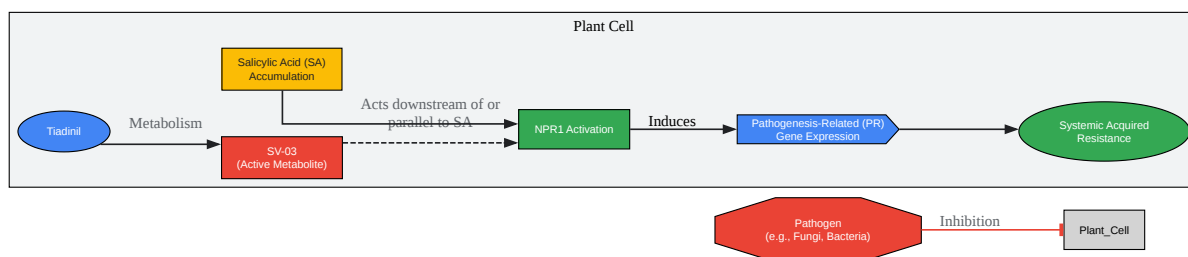 Plant Cell
Salicylic Acid (SA)
Accumulation
Acts downstream of or
parallel to SA
Tiadinil
Metabolism
SV-03
(Active Metabolite)
NPR1 Activation
Induces
Pathogenesis-Related (PR)
Gene Expression
Systemic Acquired
Resistance
Pathogen
(e.g., Fungi, Bacteria)
Inhibition
Plant_Cell